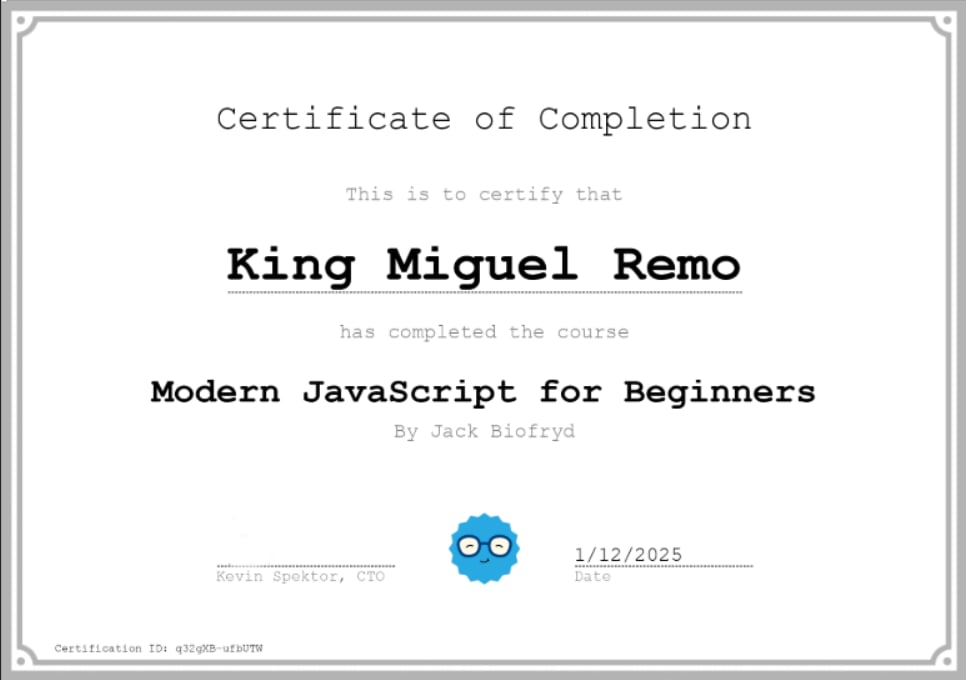 Certificate of Completion
This is to certify that
King Miguel Remo
has completed the course
Modern JavaScript for Beginners
By Jack Biofryd
1/12/2025
Kevin Spektor, CTO
Date
Certification ID: q32gXB-ufbUTW